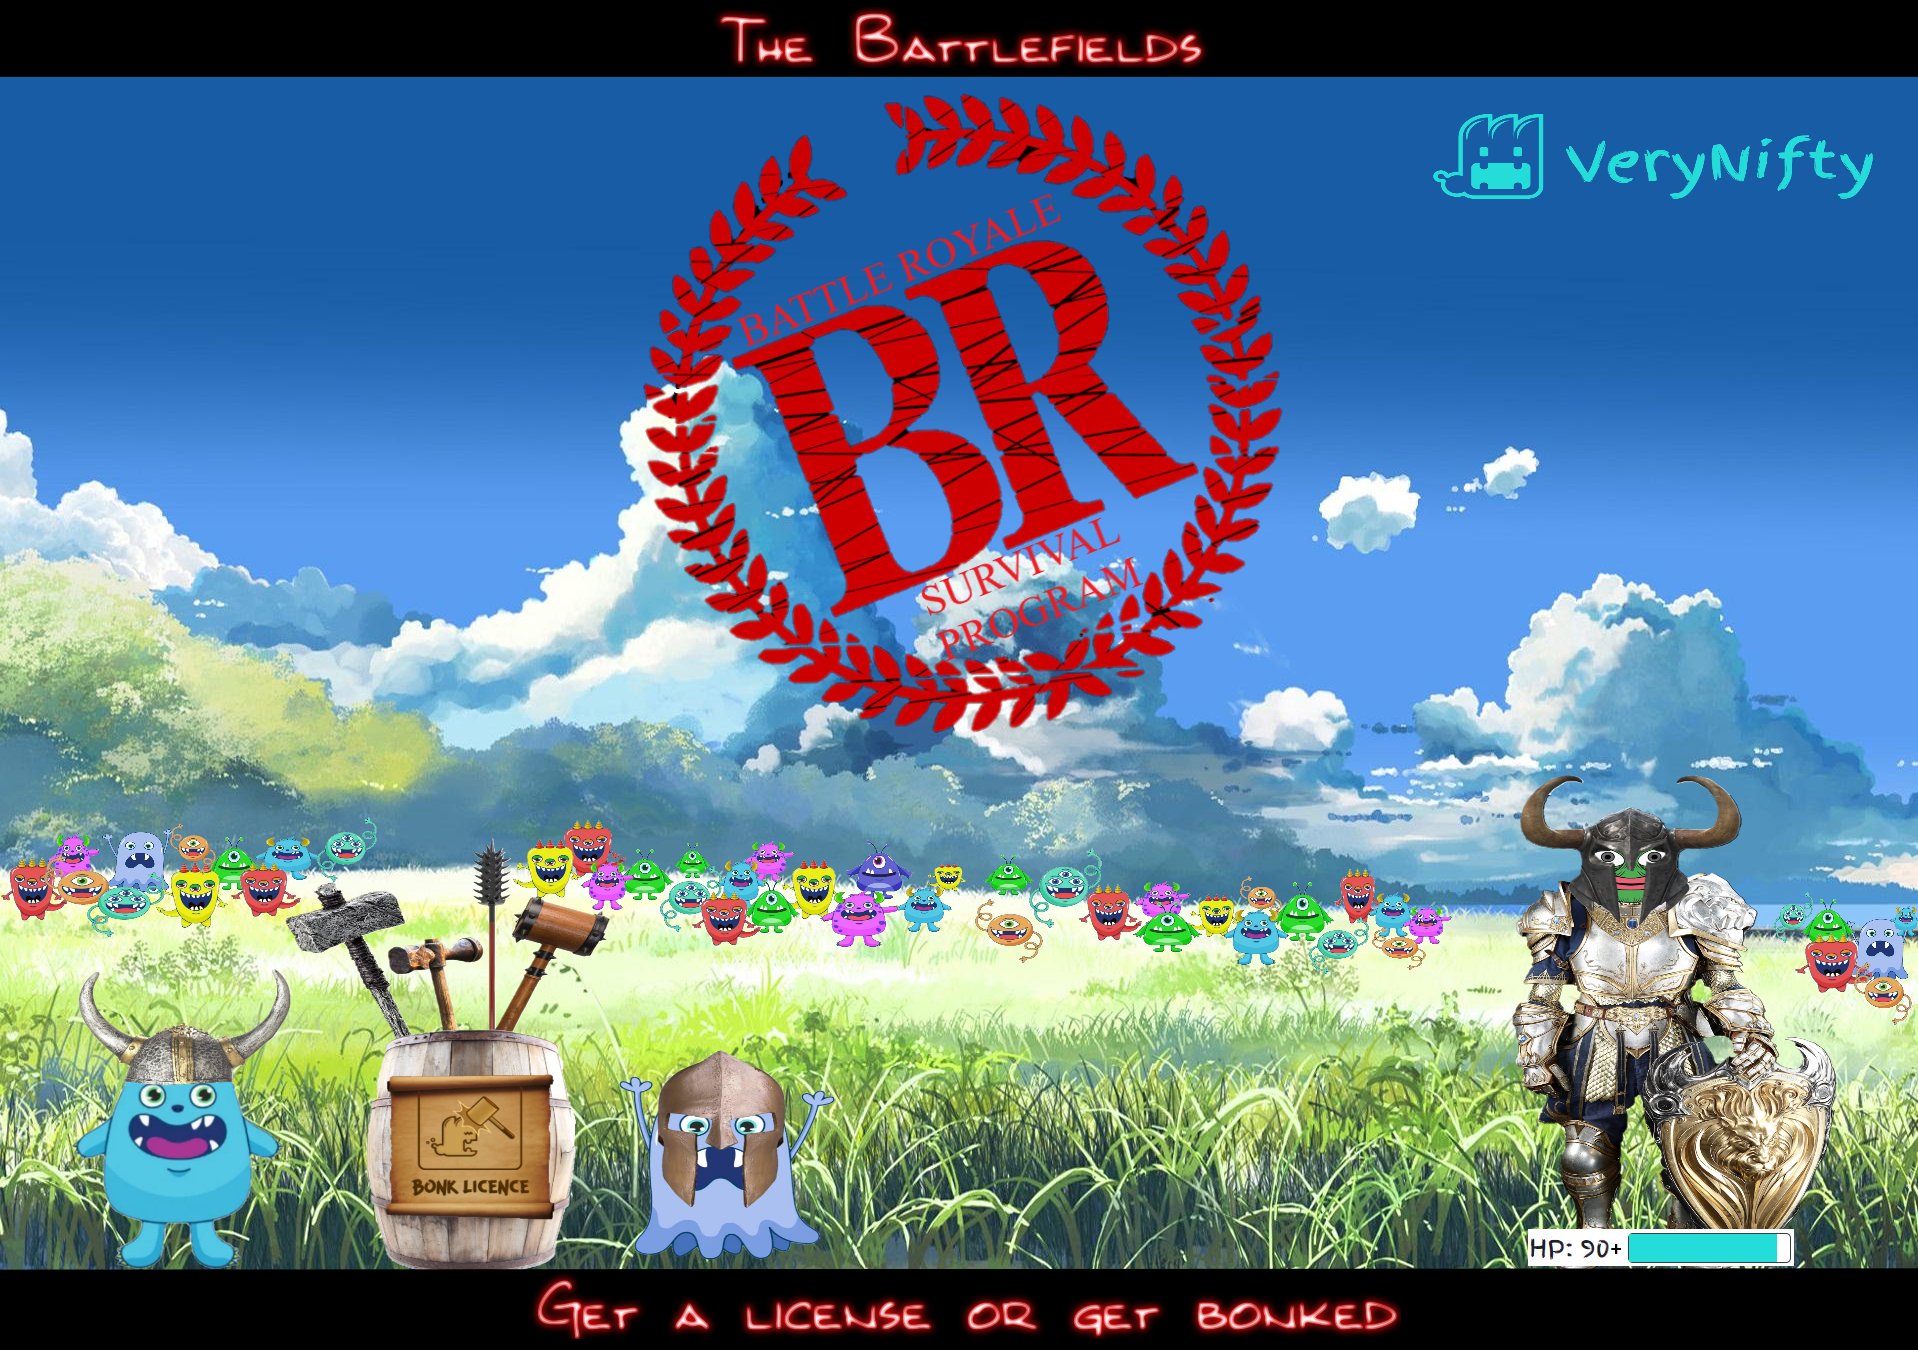 The Battlefields
VeryNifty
BATTLE ROYALE
BR
SURVIVAL
PROGRAM
BONK LICENCE
HP: 90+
Get a license or get bonked